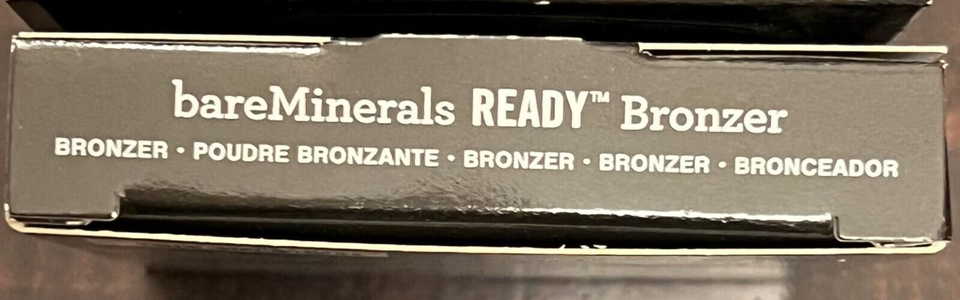 bareMinerals READY™ Bronzer
BRONZER • POUDRE BRONZANTE • BRONZER • BRONZER • BRONCEADOR